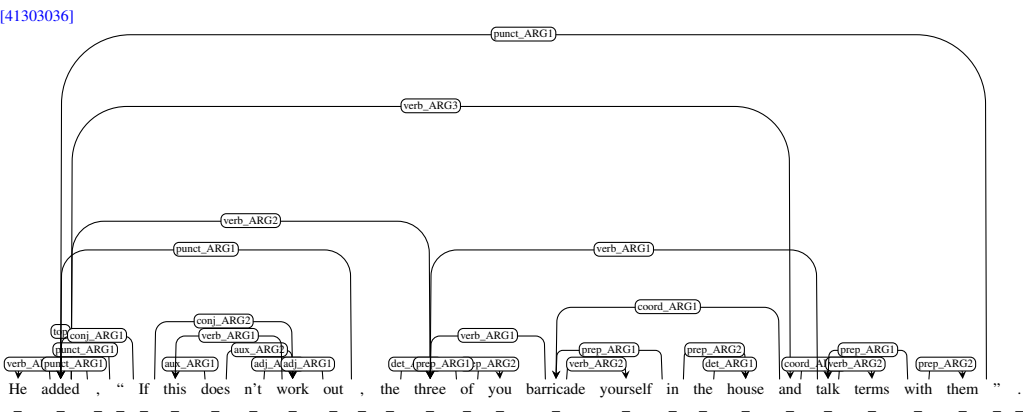 [41303036]
punct_ARG1
verb_ARG3
verb_ARG2
punct_ARG1 verb_ARG1
coord_ARG1
conj_ARG2
top conj_ARG1 verb_ARG1 verb_ARG1
punct_ARG1 aux_ARG2 prep_ARG1 prep_ARG2 prep_ARG1
punct_ARG1 aux_ARG1 adj_ARG1 prep_ARG1 verb_ARG2 det_ARG1 verb_ARG2 prep_ARG2
He added , “ If this does n't work out , the three of you barricade yourself in the house and talk terms with them ” .
_ _ _ _ _ _ _ _ _ _ _ _ _ _ _ _ _ _ _ _ _ _ _ _ _ _ _ _